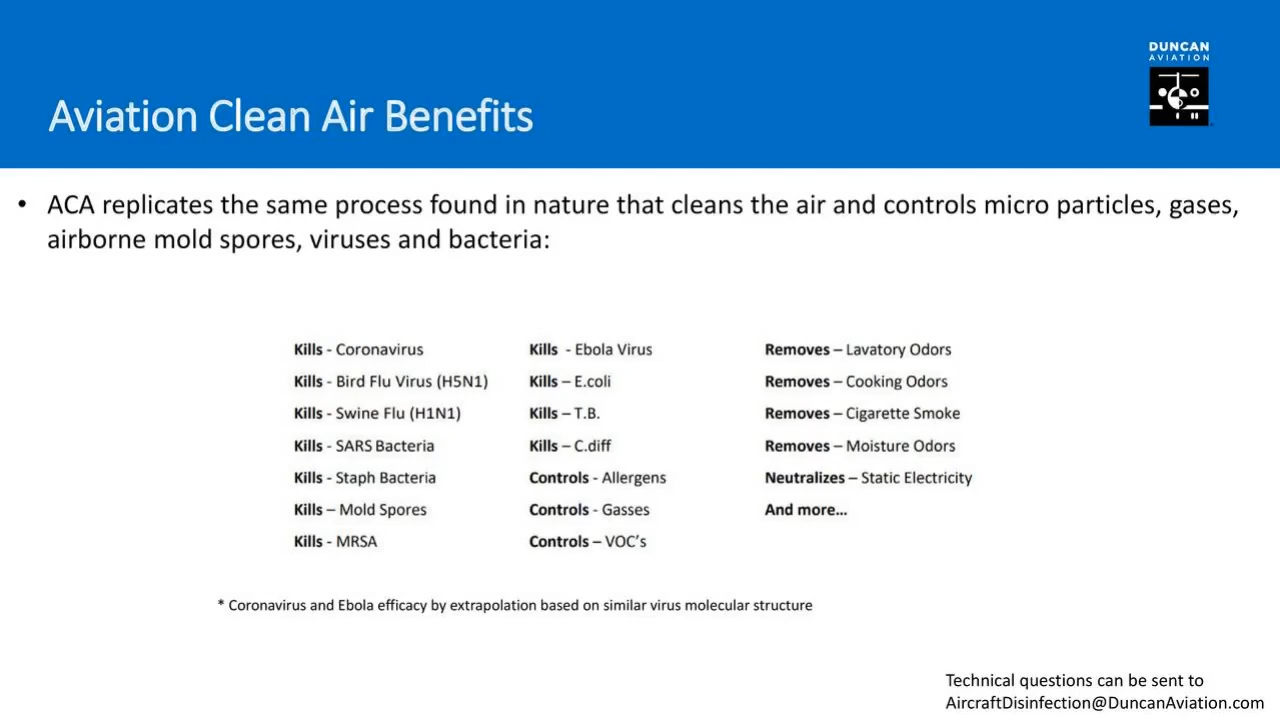 DUNCAN
AVIATION
Aviation Clean Air Benefits
• ACA replicates the same process found in nature that cleans the air and controls micro particles, gases,
airborne mold spores, viruses and bacteria:
Kills - Coronavirus
Kills - Bird Flu Virus (H5N1)
Kills - Swine Flu (H1N1)
Kills - SARS Bacteria
Kills - Staph Bacteria
Kills – Mold Spores
Kills - MRSA
Kills - Ebola Virus
Kills – E.coli
Kills – T.B.
Kills – C.diff
Controls - Allergens
Controls - Gasses
Controls – VOC’s
Removes – Lavatory Odors
Removes – Cooking Odors
Removes – Cigarette Smoke
Removes – Moisture Odors
Neutralizes – Static Electricity
And more…
* Coronavirus and Ebola efficacy by extrapolation based on similar virus molecular structure
Technical questions can be sent to
AircraftDisinfection@DuncanAviation.com